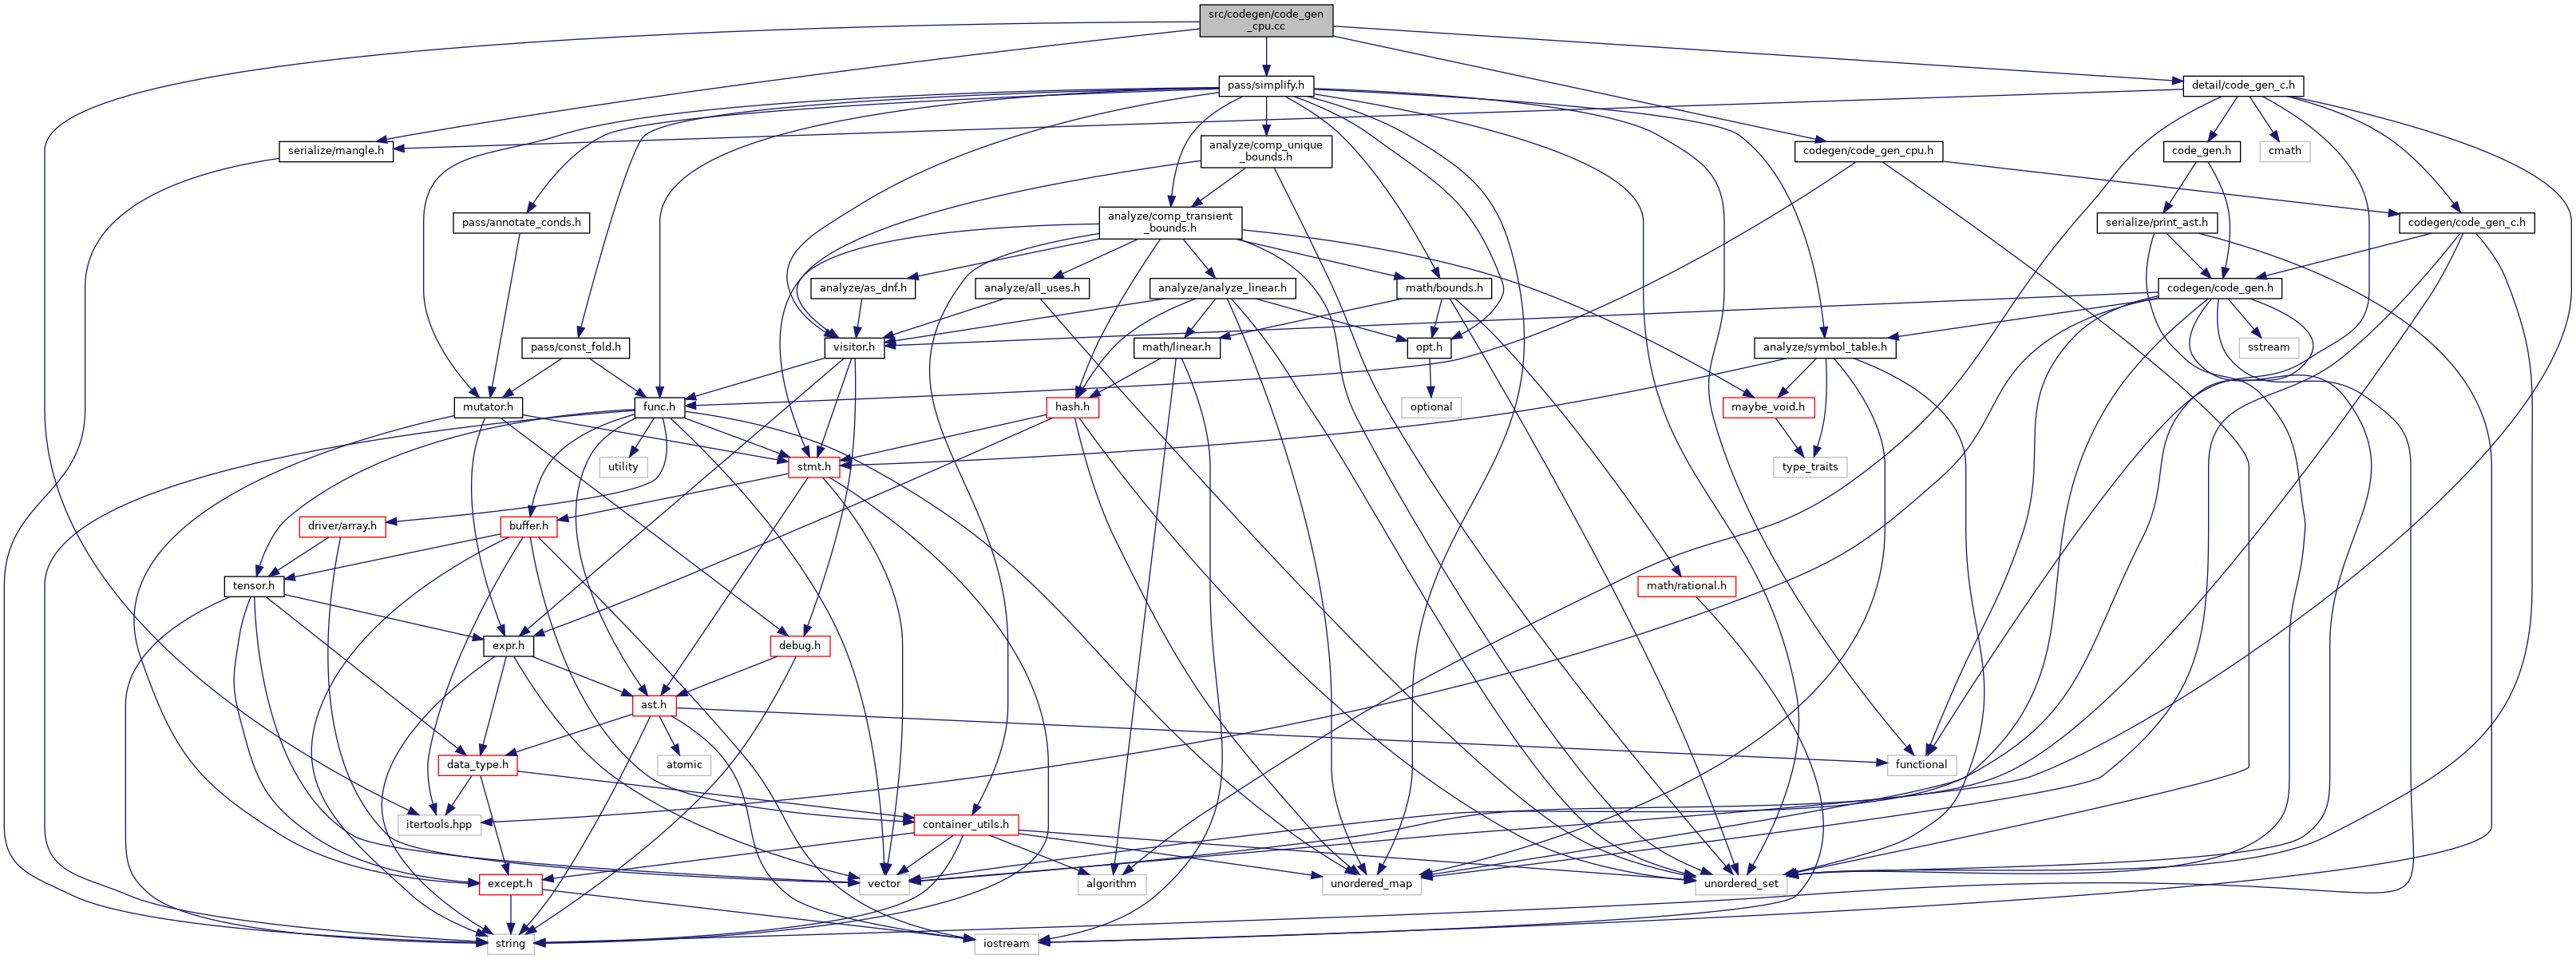 src/codegen/code_gen
_cpu.cc
pass/simplify.h
detail/code_gen_c.h
serialize/mangle.h
analyze/comp_unique
_bounds.h
codegen/code_gen_cpu.h
code_gen.h
cmath
pass/annotate_conds.h
analyze/comp_transient
_bounds.h
serialize/print_ast.h
codegen/code_gen_c.h
analyze/as_dnf.h
analyze/all_uses.h
analyze/analyze_linear.h
math/bounds.h
codegen/code_gen.h
pass/const_fold.h
visitor.h
math/linear.h
opt.h
analyze/symbol_table.h
sstream
mutator.h
func.h
hash.h
optional
maybe_void.h
utility
stmt.h
type_traits
driver/array.h
buffer.h
tensor.h
math/rational.h
expr.h
debug.h
ast.h
data_type.h
atomic
functional
itertools.hpp
container_utils.h
except.h
vector
algorithm
unordered_map
unordered_set
string
iostream